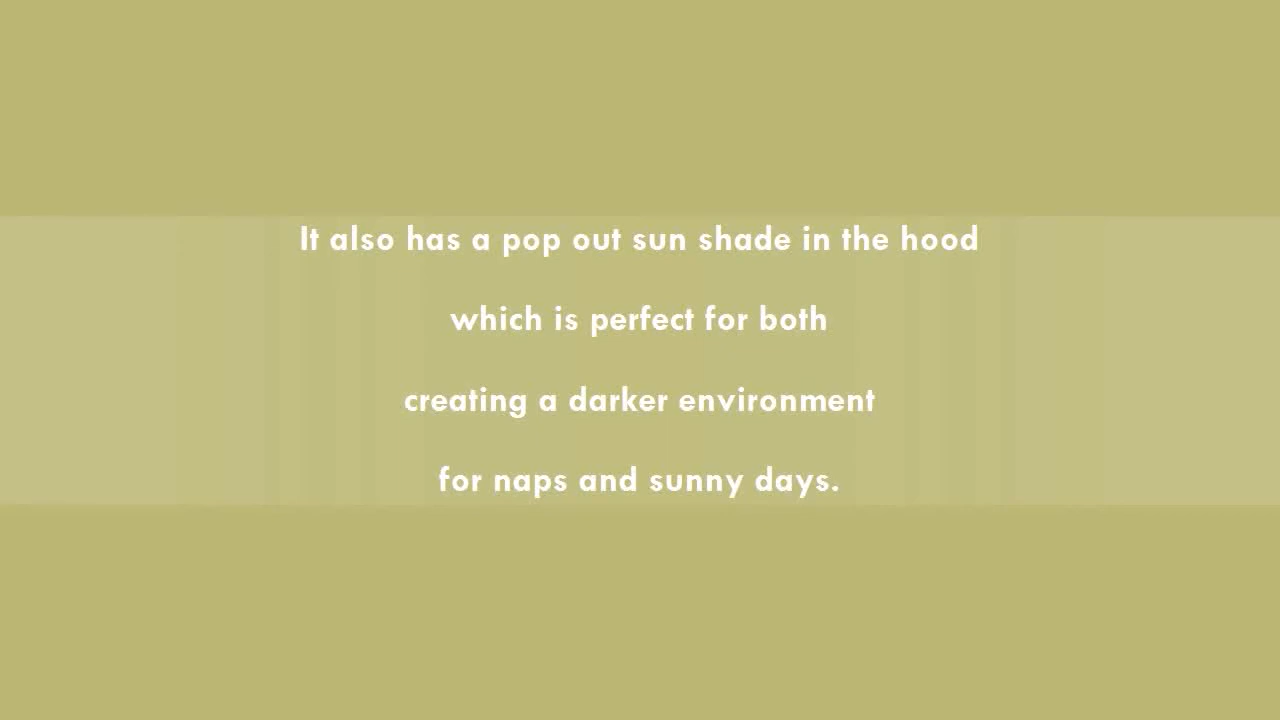 It also has a pop out sun shade in the hood
which is perfect for both
creating a darker environment
for naps and sunny days.